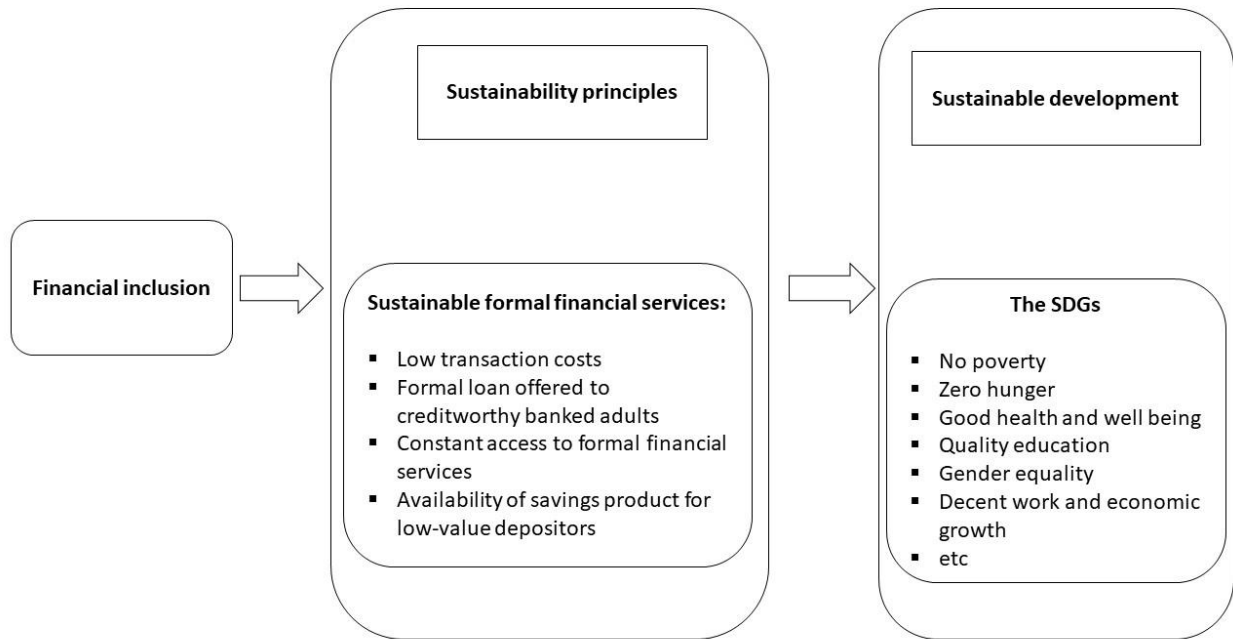 Financial inclusion
Sustainability principles
Sustainable formal financial services:
▪ Low transaction costs
▪ Formal loan offered to
creditworthy banked adults
▪ Constant access to formal financial
services
▪ Availability of savings product for
low-value depositors
Sustainable development
The SDGs
▪ No poverty
▪ Zero hunger
▪ Good health and well being
▪ Quality education
▪ Gender equality
▪ Decent work and economic
growth
▪ etc